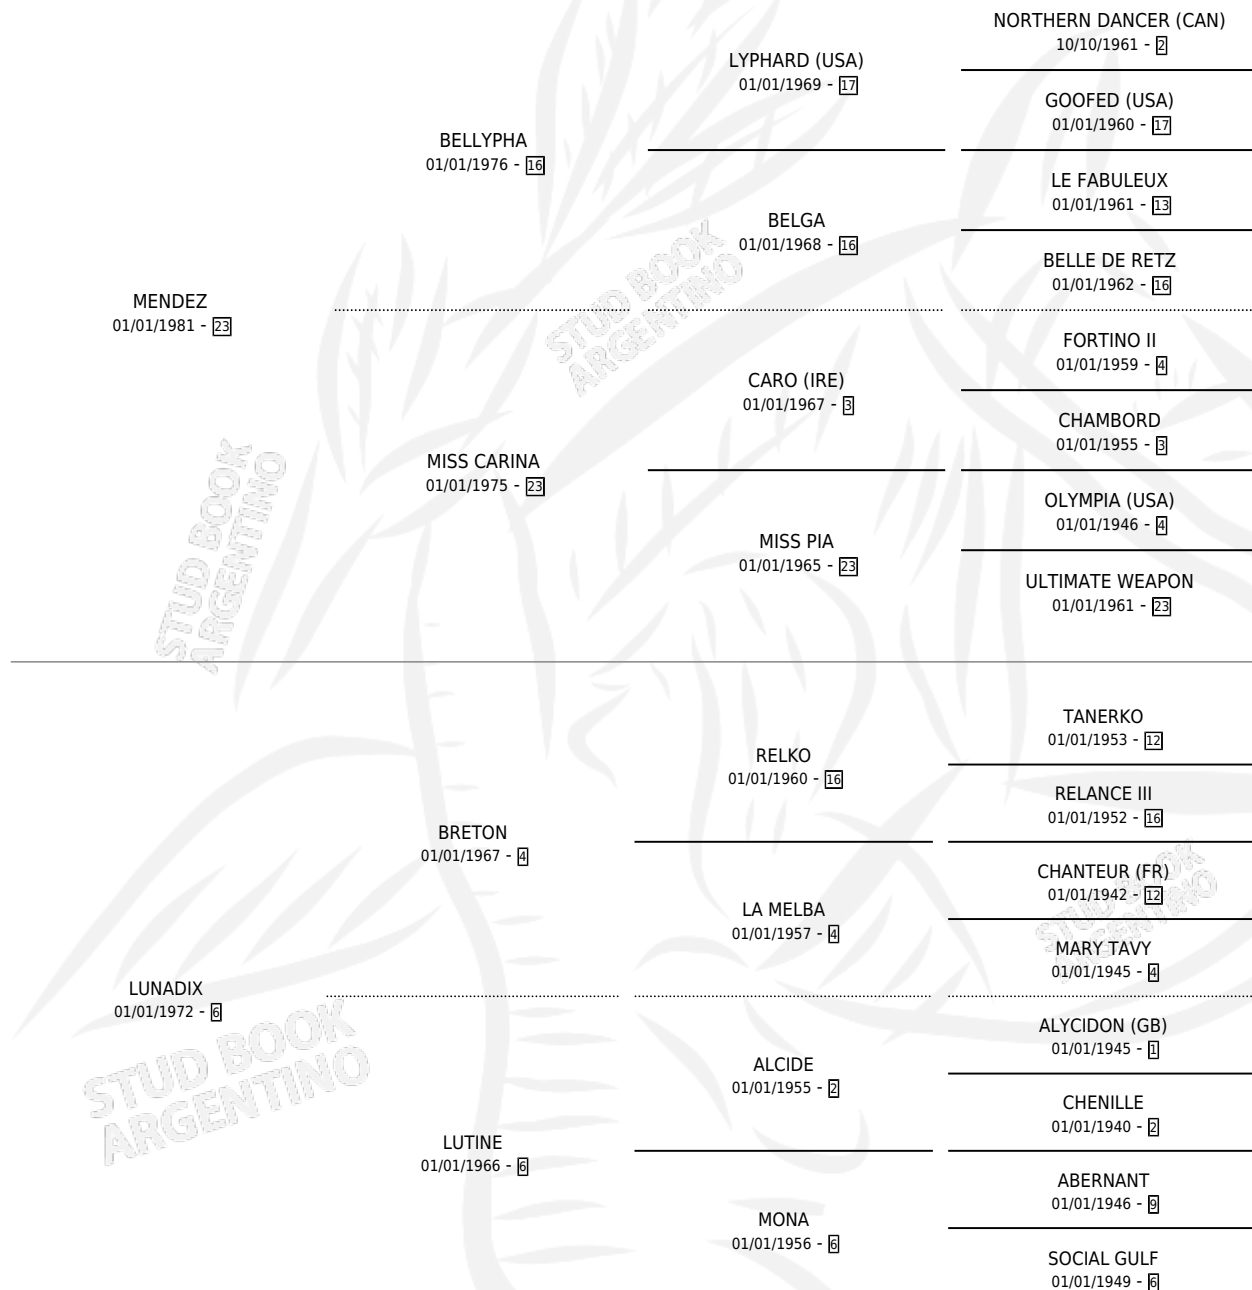 NORTHERN DANCER (CAN)
10/10/1961 - 2
LYPHARD (USA)
01/01/1969 - 17
GOOFED (USA)
01/01/1960 - 17
BELLYPHA
01/01/1976 - 16
LE FABULEUX
01/01/1961 - 13
BELGA
01/01/1968 - 16
BELLE DE RETZ
01/01/1962 - 16
MENDEZ
01/01/1981 - 23
STUD BOOK
ARGENTINO
FORTINO II
01/01/1959 - 4
CARO (IRE)
01/01/1967 - 3
CHAMBORD
01/01/1955 - 3
MISS CARINA
01/01/1975 - 23
OLYMPIA (USA)
01/01/1946 - 4
MISS PIA
01/01/1965 - 23
ULTIMATE WEAPON
01/01/1961 - 23
STUD BOOK
ARGENTINO
TANERKO
01/01/1953 - 12
RELKO
01/01/1960 - 16
RELANCE III
01/01/1952 - 16
BRETON
01/01/1967 - 4
CHANTEUR (FR)
01/01/1942 - 12
LA MELBA
01/01/1957 - 4
STUD BOOK
ARGENTINO
MARY TAVY
01/01/1945 - 4
LUNADIX
01/01/1972 - 6
STUD BOOK
ARGENTINO
ALYCIDON (GB)
01/01/1945 - 1
ALCIDE
01/01/1955 - 2
CHENILLE
01/01/1940 - 2
LUTINE
01/01/1966 - 6
ABERNANT
01/01/1946 - 9
MONA
01/01/1956 - 6
SOCIAL GULF
01/01/1949 - 6